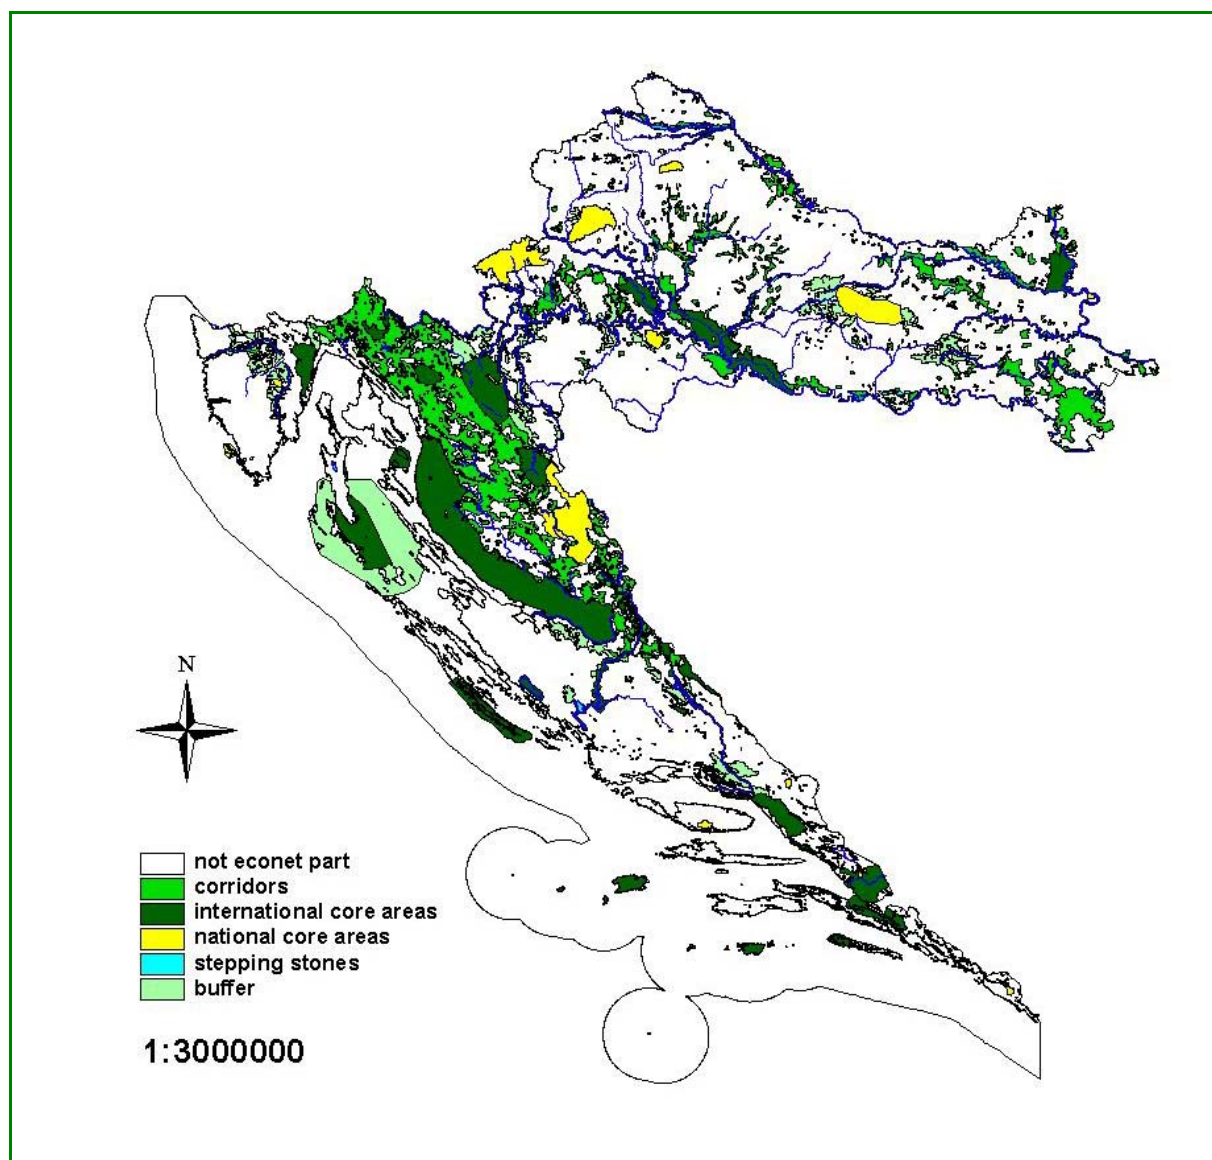 N
not econet part
corridors
international core areas
national core areas
stepping stones
buffer
1:3000000